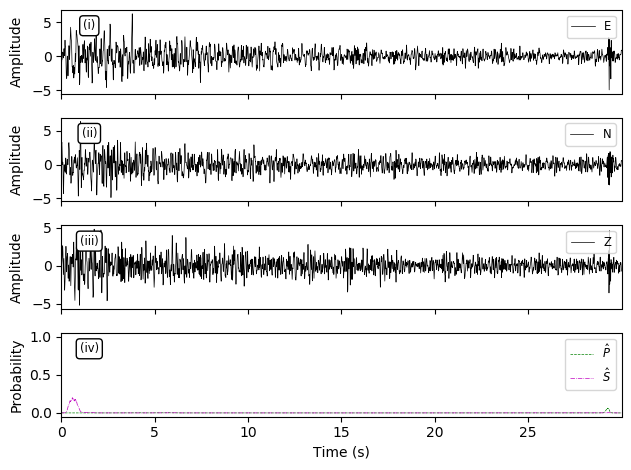 Amplitude
5
0
−5
(i)
E
Amplitude
5
0
−5
(ii)
N
Amplitude
5
0
−5
(iii)
Z
Probability
1.0
0.5
0.0
(iv)
P̂
Ŝ
0 5 10 15 20 25
Time (s)